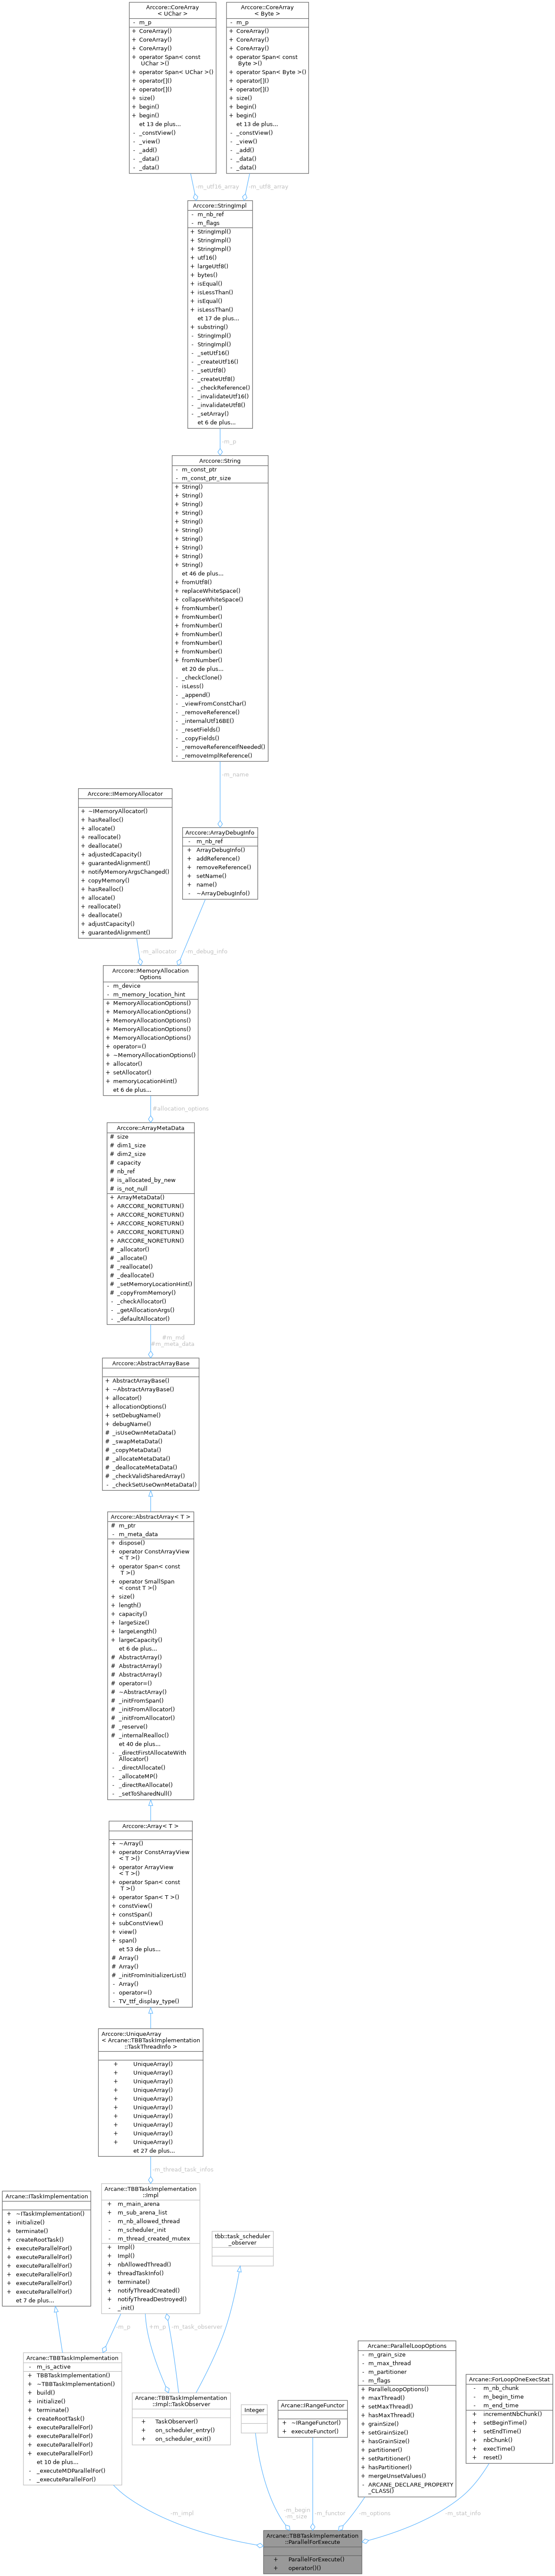 Arccore::CoreArray
< UChar >
- m_p
+ CoreArray()
+ CoreArray()
+ CoreArray()
+ operator Span< const
UChar >()
+ operator Span< UChar >()
+ operator[]()
+ operator[]()
+ size()
+ begin()
+ begin()
et 13 de plus...
- _constView()
- _view()
- _add()
- _data()
- _data()
Arccore::CoreArray
< Byte >
- m_p
+ CoreArray()
+ CoreArray()
+ CoreArray()
+ operator Span< const
Byte >()
+ operator Span< Byte >()
+ operator[]()
+ operator[]()
+ size()
+ begin()
+ begin()
et 13 de plus...
- _constView()
- _view()
- _add()
- _data()
- _data()
-m_utf16_array
-m_utf8_array
Arccore::StringImpl
- m_nb_ref
- m_flags
+ StringImpl()
+ StringImpl()
+ StringImpl()
+ utf16()
+ largeUtf8()
+ bytes()
+ isEqual()
+ isLessThan()
+ isEqual()
+ isLessThan()
et 17 de plus...
+ substring()
- StringImpl()
- StringImpl()
- _setUtf16()
- _createUtf16()
- _setUtf8()
- _createUtf8()
- _checkReference()
- _invalidateUtf16()
- _invalidateUtf8()
- _setArray()
et 6 de plus...
-m_p
Arccore::String
- m_const_ptr
- m_const_ptr_size
+ String()
+ String()
+ String()
+ String()
+ String()
+ String()
+ String()
+ String()
+ String()
+ String()
et 46 de plus...
+ fromUtf8()
+ replaceWhiteSpace()
+ collapseWhiteSpace()
+ fromNumber()
+ fromNumber()
+ fromNumber()
+ fromNumber()
+ fromNumber()
+ fromNumber()
+ fromNumber()
et 20 de plus...
- _checkClone()
- isLess()
- _append()
- _viewFromConstChar()
- _removeReference()
- _internalUtf16BE()
- _resetFields()
- _copyFields()
- _removeReferenceIfNeeded()
- _removeImplReference()
-m_name
Arccore::IMemoryAllocator
+ ~IMemoryAllocator()
+ hasRealloc()
+ allocate()
+ reallocate()
+ deallocate()
+ adjustedCapacity()
+ guarantedAlignment()
+ notifyMemoryArgsChanged()
+ copyMemory()
+ hasRealloc()
+ allocate()
+ reallocate()
+ deallocate()
+ adjustCapacity()
+ guarantedAlignment()
Arccore::ArrayDebugInfo
- m_nb_ref
+ ArrayDebugInfo()
+ addReference()
+ removeReference()
+ setName()
+ name()
- ~ArrayDebugInfo()
-m_allocator
-m_debug_info
Arccore::MemoryAllocation
Options
- m_device
- m_memory_location_hint
+ MemoryAllocationOptions()
+ MemoryAllocationOptions()
+ MemoryAllocationOptions()
+ MemoryAllocationOptions()
+ MemoryAllocationOptions()
+ operator=()
+ ~MemoryAllocationOptions()
+ allocator()
+ setAllocator()
+ memoryLocationHint()
et 6 de plus...
#allocation_options
Arccore::ArrayMetaData
# size
# dim1_size
# dim2_size
# capacity
# nb_ref
# is_allocated_by_new
# is_not_null
+ ArrayMetaData()
+ ARCCORE_NORETURN()
+ ARCCORE_NORETURN()
+ ARCCORE_NORETURN()
+ ARCCORE_NORETURN()
+ ARCCORE_NORETURN()
# _allocator()
# _allocate()
# _reallocate()
# _deallocate()
# _setMemoryLocationHint()
# _copyFromMemory()
- _checkAllocator()
- _getAllocationArgs()
- _defaultAllocator()
#m_md
#m_meta_data
Arccore::AbstractArrayBase
+ AbstractArrayBase()
+ ~AbstractArrayBase()
+ allocator()
+ allocationOptions()
+ setDebugName()
+ debugName()
# _isUseOwnMetaData()
# _swapMetaData()
# _copyMetaData()
# _allocateMetaData()
# _deallocateMetaData()
# _checkValidSharedArray()
- _checkSetUseOwnMetaData()
Arccore::AbstractArray< T >
# m_ptr
- m_meta_data
+ dispose()
+ operator ConstArrayView
< T >()
+ operator Span< const
T >()
+ operator SmallSpan
< const T >()
+ size()
+ length()
+ capacity()
+ largeSize()
+ largeLength()
+ largeCapacity()
et 6 de plus...
# AbstractArray()
# AbstractArray()
# AbstractArray()
# operator=()
# ~AbstractArray()
# _initFromSpan()
# _initFromAllocator()
# _initFromAllocator()
# _reserve()
# _internalRealloc()
et 40 de plus...
- _directFirstAllocateWith
Allocator()
- _directAllocate()
- _allocateMP()
- _directReAllocate()
- _setToSharedNull()
Arccore::Array< T >
+ ~Array()
+ operator ConstArrayView
< T >()
+ operator ArrayView
< T >()
+ operator Span< const
T >()
+ operator Span< T >()
+ constView()
+ constSpan()
+ subConstView()
+ view()
+ span()
et 53 de plus...
# Array()
# Array()
# _initFromInitializerList()
- Array()
- operator=()
- TV_ttf_display_type()
Arccore::UniqueArray
< Arcane::TBBTaskImplementation
::TaskThreadInfo >
+ UniqueArray()
+ UniqueArray()
+ UniqueArray()
+ UniqueArray()
+ UniqueArray()
+ UniqueArray()
+ UniqueArray()
+ UniqueArray()
+ UniqueArray()
+ UniqueArray()
et 27 de plus...
-m_thread_task_infos
Arcane::ITaskImplementation
+ ~ITaskImplementation()
+ initialize()
+ terminate()
+ createRootTask()
+ executeParallelFor()
+ executeParallelFor()
+ executeParallelFor()
+ executeParallelFor()
+ executeParallelFor()
+ executeParallelFor()
et 7 de plus...
Arcane::TBBTaskImplementation
::Impl
+ m_main_arena
+ m_sub_arena_list
- m_nb_allowed_thread
- m_scheduler_init
- m_thread_created_mutex
+ Impl()
+ Impl()
+ nbAllowedThread()
+ threadTaskInfo()
+ terminate()
+ notifyThreadCreated()
+ notifyThreadDestroyed()
- _init()
tbb::task_scheduler
_observer
-m_p
+m_p
-m_task_observer
Arcane::TBBTaskImplementation
- m_is_active
+ TBBTaskImplementation()
+ ~TBBTaskImplementation()
+ build()
+ initialize()
+ terminate()
+ createRootTask()
+ executeParallelFor()
+ executeParallelFor()
+ executeParallelFor()
+ executeParallelFor()
et 10 de plus...
- _executeMDParallelFor()
- _executeParallelFor()
Arcane::TBBTaskImplementation
::Impl::TaskObserver
+ TaskObserver()
+ on_scheduler_entry()
+ on_scheduler_exit()
Integer
Arccane::IRangeFunctor
+ ~IRangeFunctor()
+ executeFunctor()
Arcane::ParallelLoopOptions
- m_grain_size
- m_max_thread
- m_partitioner
- m_flags
+ ParallelLoopOptions()
+ maxThread()
+ setMaxThread()
+ hasMaxThread()
+ grainSize()
+ setGrainSize()
+ hasGrainSize()
+ partitioner()
+ setPartitioner()
+ hasPartitioner()
+ mergeUnsetValues()
- ARCANE_DECLARE_PROPERTY
_CLASS()
Arcane::ForLoopOneExecStat
- m_nb_chunk
- m_begin_time
- m_end_time
+ incrementNbChunk()
+ setBeginTime()
+ setEndTime()
+ nbChunk()
+ execTime()
+ reset()
-m_impl
-m_begin
-m_size
-m_functor
-m_options
-m_stat_info
Arcane::TBBTaskImplementation
::ParallelForExecute
+ ParallelForExecute()
+ operator()()